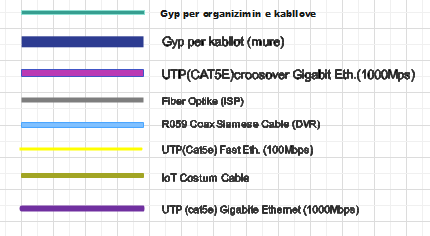 Gyp per organizimin e kabllove
Gyp per kabllot (mure)
UTP(CAT5E)croosover Gigabit Eth.(1000Mps)
Fiber Optike (ISP)
RG59 Coax Siamese Cable (DVR)
UTP(Cat5e) Fast Eth. (100Mbps)
IoT Costum Cable
UTP (cat5e) Gigabite Ethernet (1000Mbps)